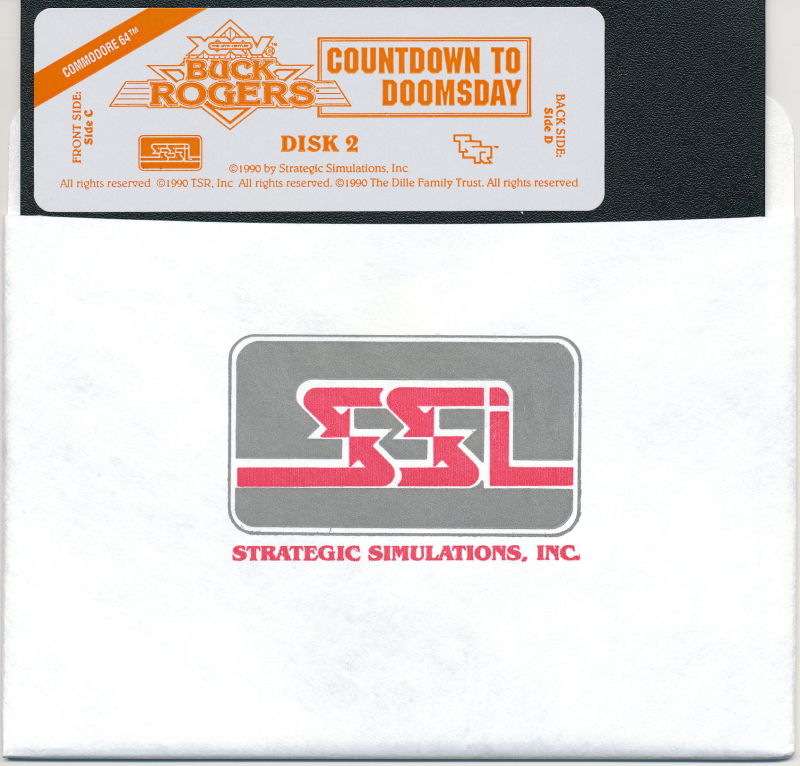 COMMODORE 64™
XXVc™
BUCK
ROGERS®
COUNTDOWN TO
DOOMSDAY
FRONT SIDE:
Side C
BACK SIDE:
Side D
SSI
DISK 2
TSR
©1990 by Strategic Simulations, Inc
All rights reserved ©1990 TSR, Inc All rights reserved. ©1990 The Dille Family Trust. All rights reserved
SSI
STRATEGIC SIMULATIONS, INC.